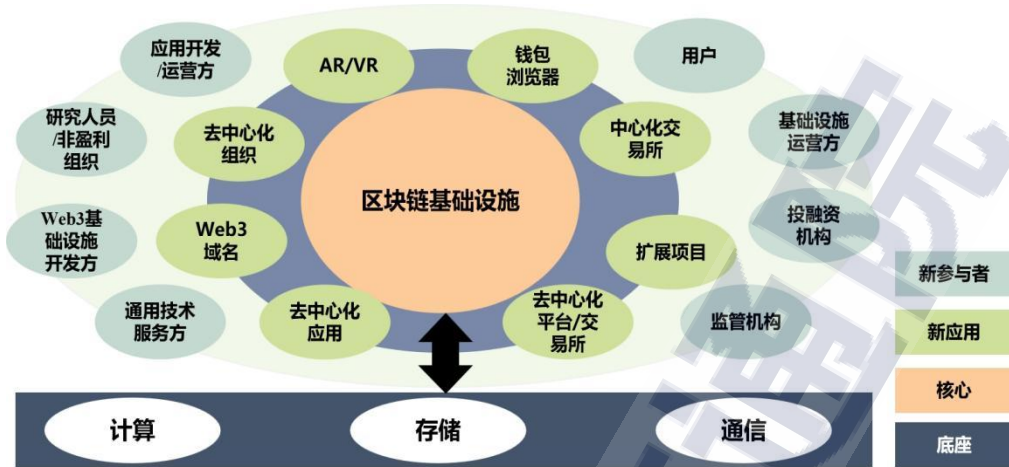 应用开发
/运营方
AR/VR
钱包
浏览器
用户
研究人员
/非盈利
组织
去中心化
组织
中心化交
易所
基础设施
运营方
区块链基础设施
Web3基
础设施
开发方
Web3
域名
扩展项目
投融资
机构
通用技术
服务方
去中心化
应用
去中心化
平台/交
易所
监管机构
新参与者
新应用
核心
底座
计算
存储
通信